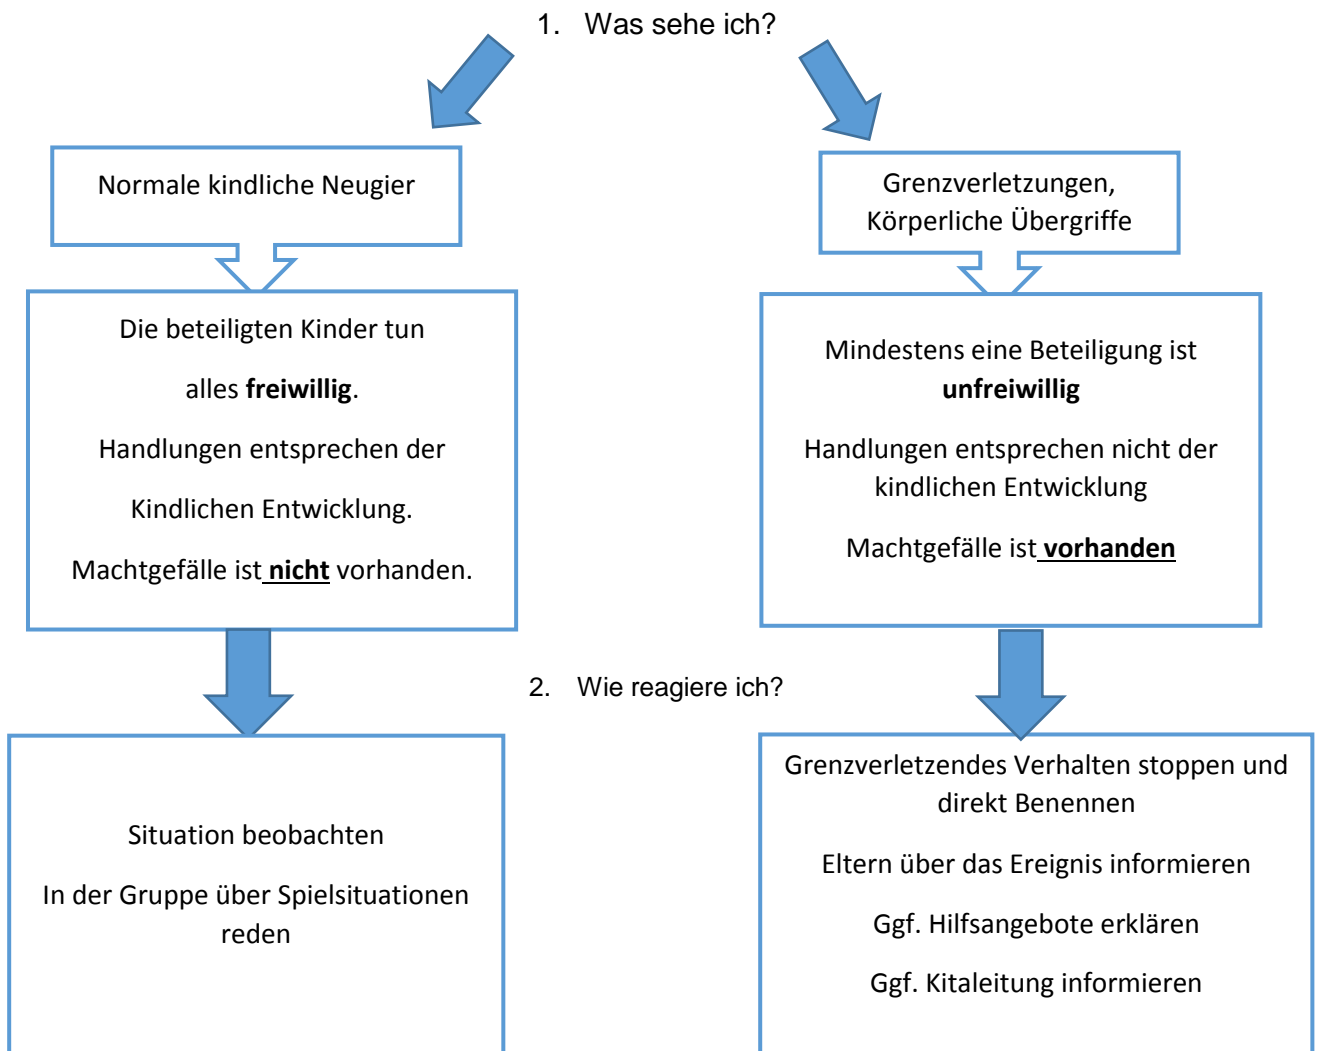 1. Was sehe ich?
Normale kindliche Neugier
Grenzverletzungen,
Körperliche Übergriffe
Die beteiligten Kinder tun
alles freiwillig.
Handlungen entsprechen der
Kindlichen Entwicklung.
Machtgefälle ist nicht vorhanden.
Mindestens eine Beteiligung ist
unfreiwillig
Handlungen entsprechen nicht der
kindlichen Entwicklung
Machtgefälle ist vorhanden
2. Wie reagiere ich?
Situation beobachten
In der Gruppe über Spielsituationen
reden
Grenzverletzendes Verhalten stoppen und
direkt Benennen
Eltern über das Ereignis informieren
Ggf. Hilfsangebote erklären
Ggf. Kitaleitung informieren